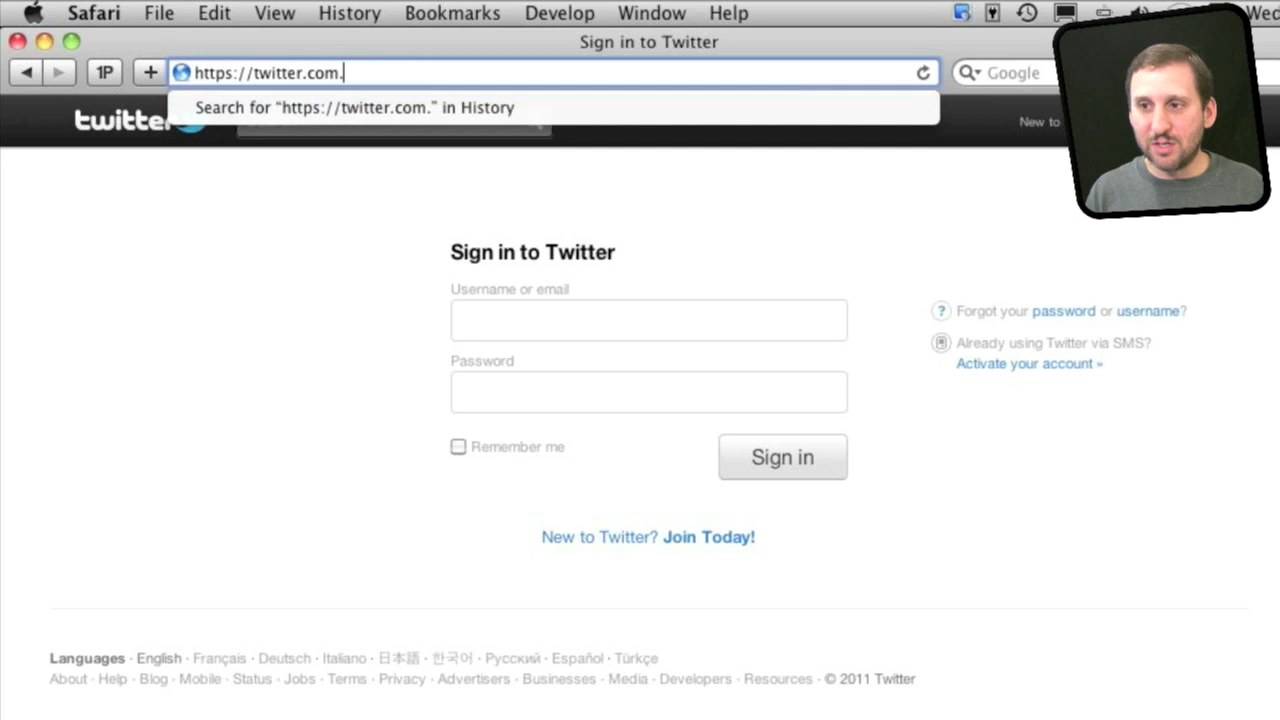 Safari File Edit View History Bookmarks Develop Window Help
Sign in to Twitter
1P + https://twitter.com. Google
Search for “https://twitter.com.” in History
twitter New to
Sign in to Twitter
Username or email
? Forgot your password or username?
Already using Twitter via SMS?
Password
Activate your account »
Remember me
Sign in
New to Twitter? Join Today!
Languages · English · Français · Deutsch · Italiano · 日本語 · 한국어 · Русский · Español · Türkçe
About · Help · Blog · Mobile · Status · Jobs · Terms · Privacy · Advertisers · Businesses · Media · Developers · Resources · © 2011 Twitter